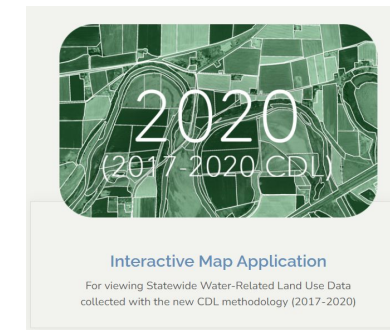 2020
(2017-2020 CDL)
Interactive Map Application
For viewing Statewide Water-Related Land Use Data
collected with the new CDL methodology (2017-2020)